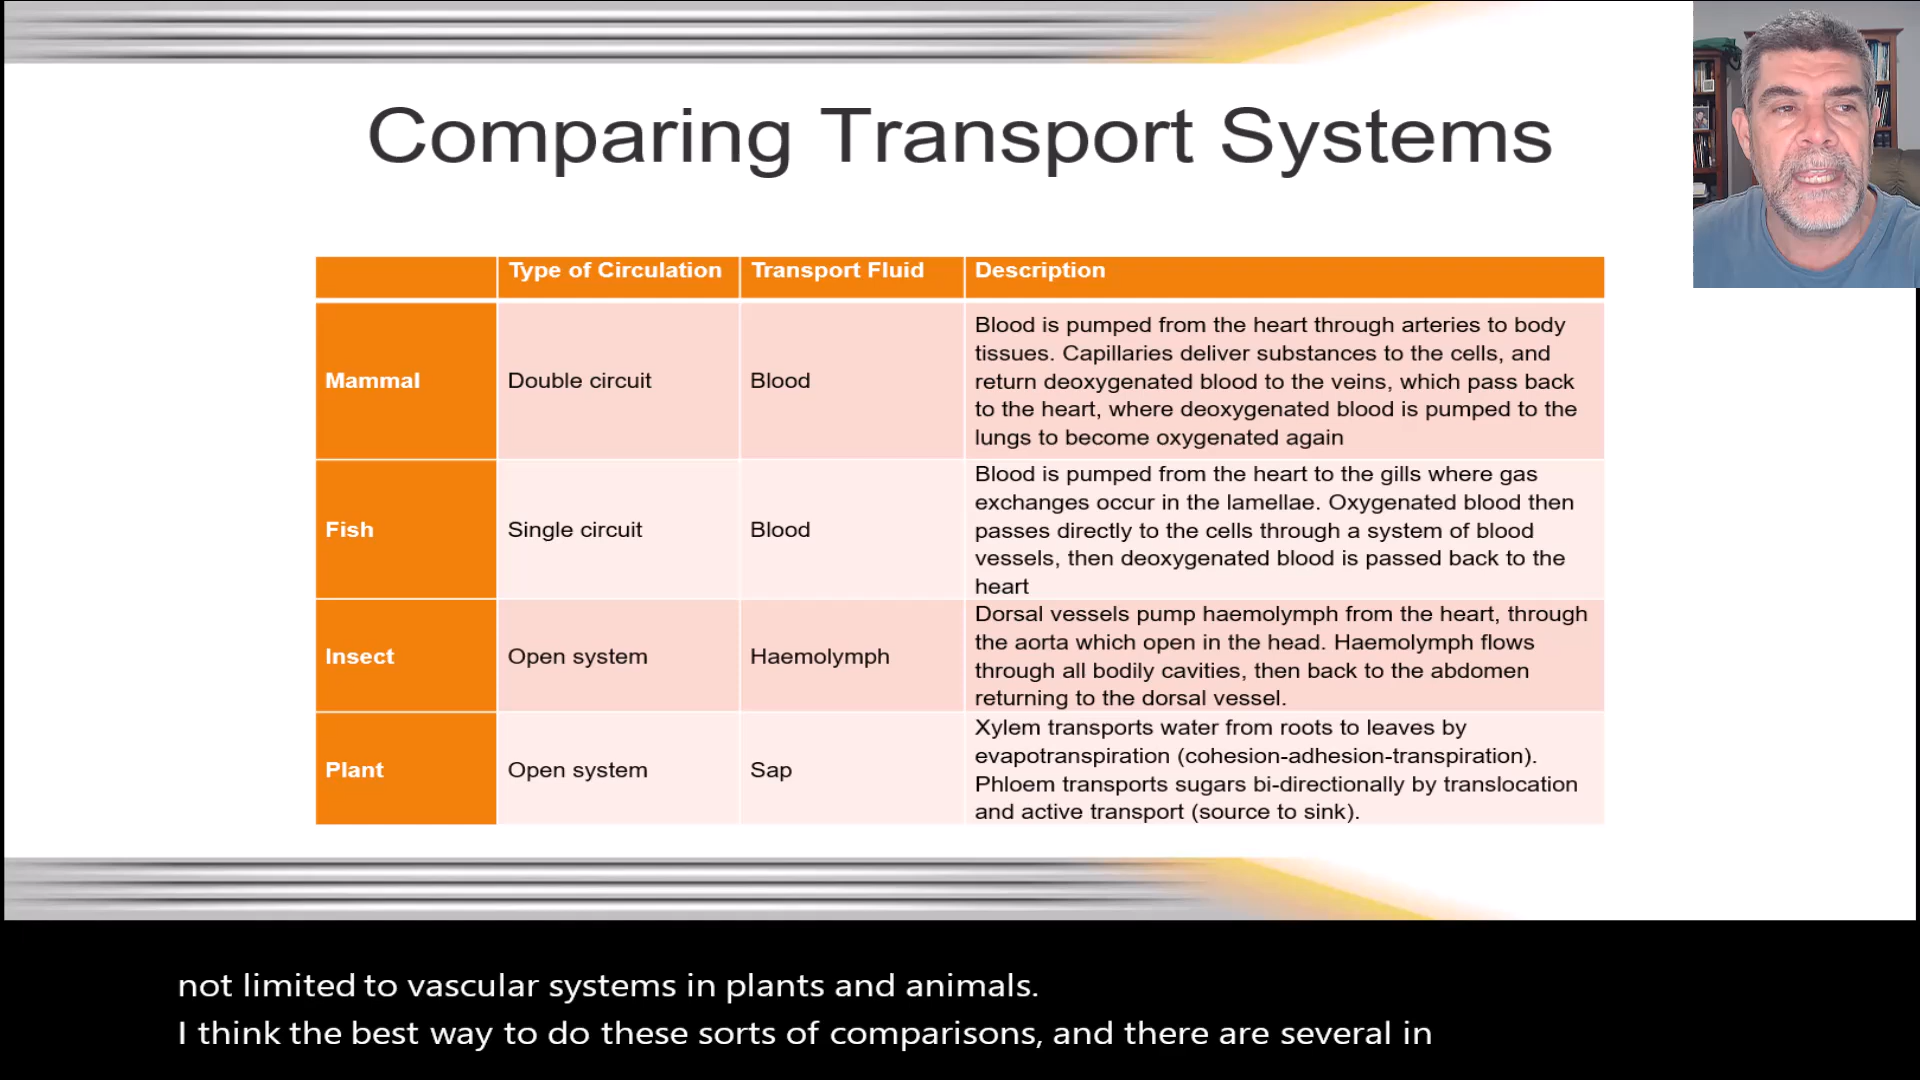 Comparing Transport Systems
Type of Circulation
Transport Fluid
Description
Mammal
Double circuit
Blood
Blood is pumped from the heart through arteries to body
tissues. Capillaries deliver substances to the cells, and
return deoxygenated blood to the veins, which pass back
to the heart, where deoxygenated blood is pumped to the
lungs to become oxygenated again
Fish
Single circuit
Blood
Blood is pumped from the heart to the gills where gas
exchanges occur in the lamellae. Oxygenated blood then
passes directly to the cells through a system of blood
vessels, then deoxygenated blood is passed back to the
heart
Insect
Open system
Haemolymph
Dorsal vessels pump haemolymph from the heart, through
the aorta which open in the head. Haemolymph flows
through all bodily cavities, then back to the abdomen
returning to the dorsal vessel.
Plant
Open system
Sap
Xylem transports water from roots to leaves by
evapotranspiration (cohesion-adhesion-transpiration).
Phloem transports sugars bi-directionally by translocation
and active transport (source to sink).
not limited to vascular systems in plants and animals.
I think the best way to do these sorts of comparisons, and there are several in